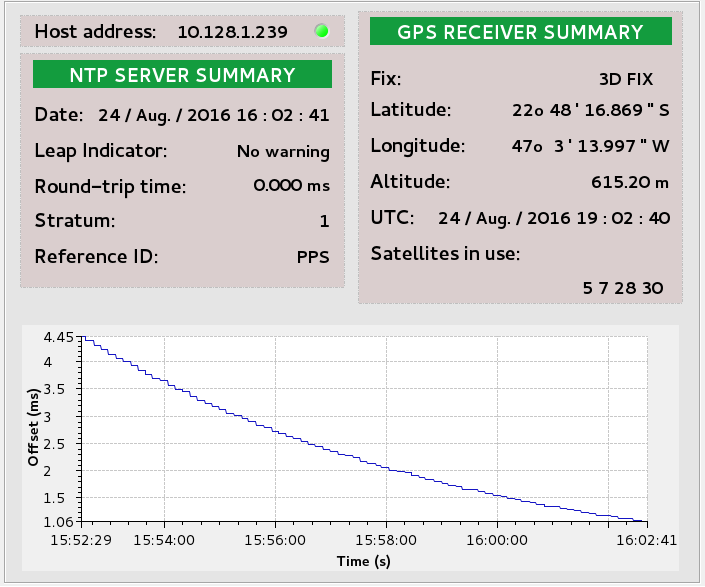 Host address: 10.128.1.239
NTP SERVER SUMMARY
Date: 24 / Aug. / 2016 16 : 02 : 41
Leap Indicator: No warning
Round-trip time: 0.000 ms
Stratum: 1
Reference ID: PPS
GPS RECEIVER SUMMARY
Fix: 3D FIX
Latitude: 22o 48 ' 16.869 " S
Longitude: 47o 3 ' 13.997 " W
Altitude: 615.20 m
UTC: 24 / Aug. / 2016 19 : 02 : 40
Satellites in use:
5 7 28 30
Offset (ms)
4.45
4
3.5
3
2.5
2
1.5
1.06
15:52:29 15:54:00 15:56:00 15:58:00 16:00:00 16:02:41
Time (s)